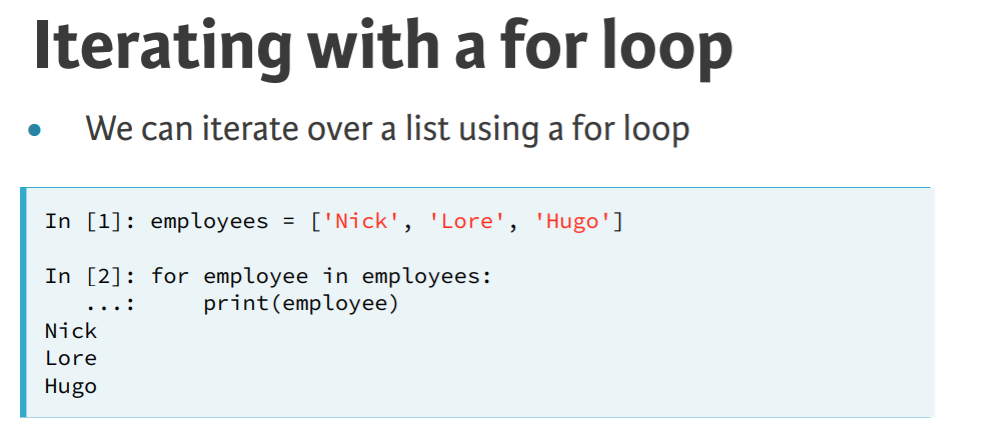 Iterating with a for loop
• We can iterate over a list using a for loop
In [1]: employees = ['Nick', 'Lore', 'Hugo']
In [2]: for employee in employees:
   ...:     print(employee)
Nick
Lore
Hugo